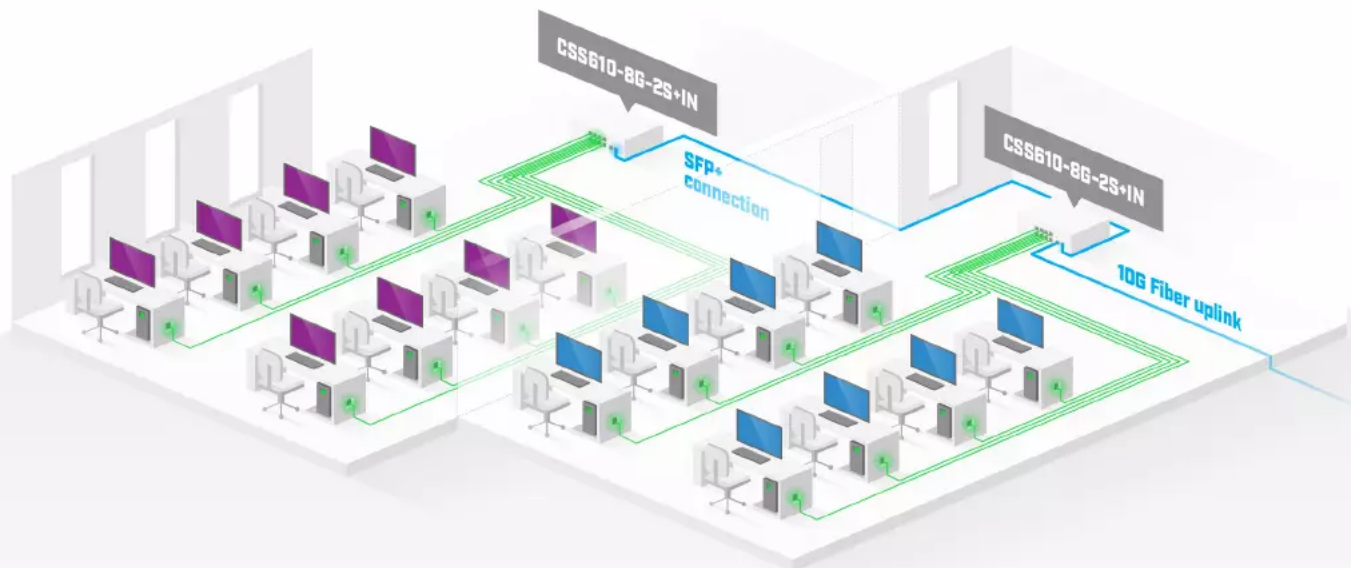 CSS610-8G-2S+IN
CSS610-8G-2S+IN
SFP+
connection
10G Fiber uplink